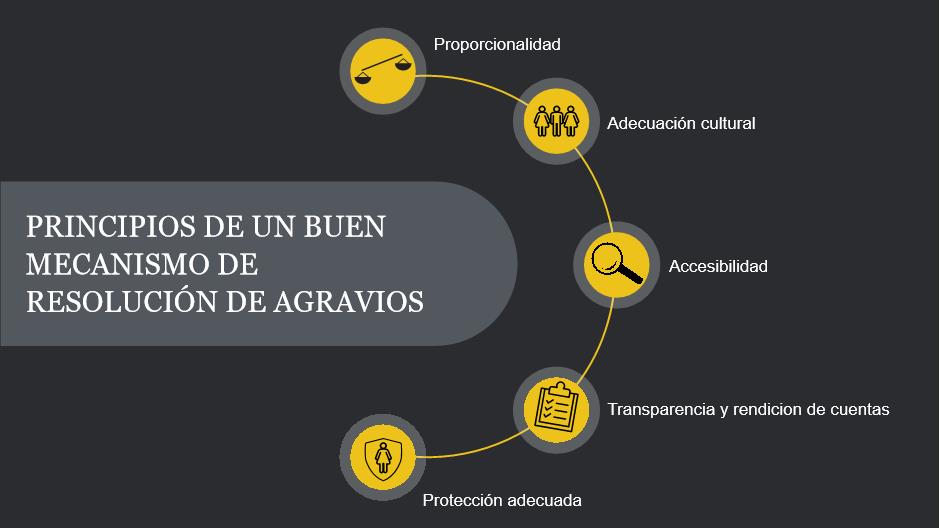 Proporcionalidad
Adecuación cultural
PRINCIPIOS DE UN BUEN
MECANISMO DE
RESOLUCIÓN DE AGRAVIOS
Accesibilidad
Transparencia y rendicion de cuentas
Protección adecuada